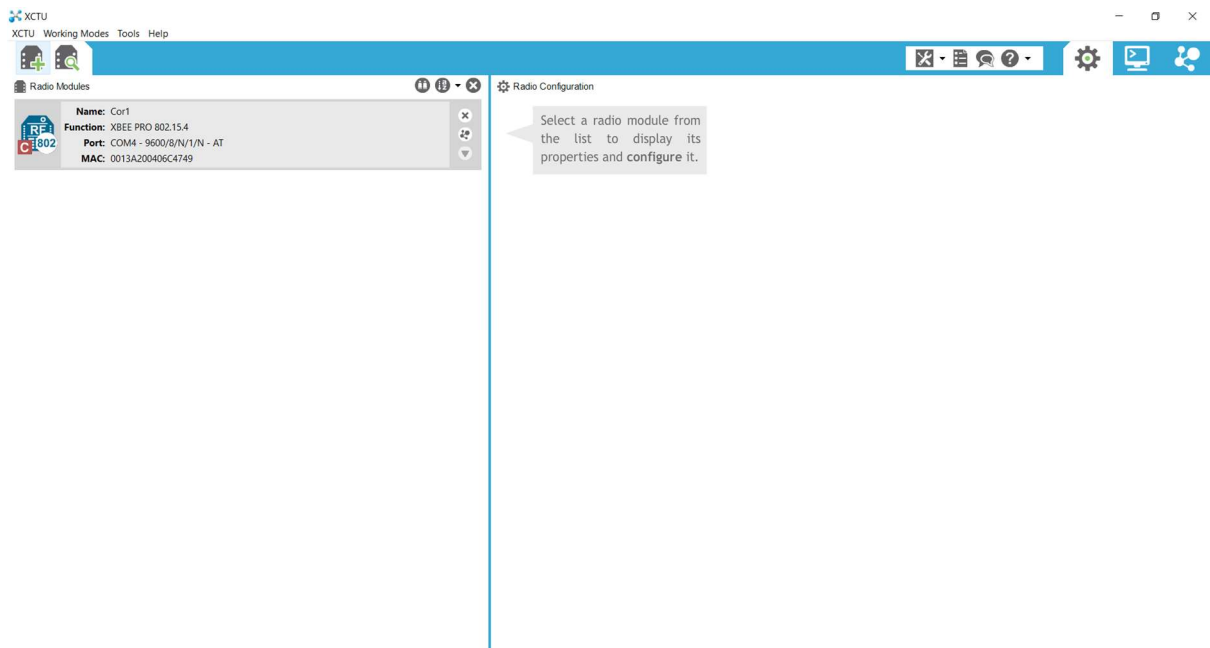 XCTU
XCTU Working Modes Tools Help
Radio Modules
Radio Configuration
Name: Cor1
Function: XBEE PRO 802.15.4
Port: COM4 - 9600/8/N/1/N - AT
MAC: 0013A200406C4749
RF
802
C
Select a radio module from
the list to display its
properties and configure it.